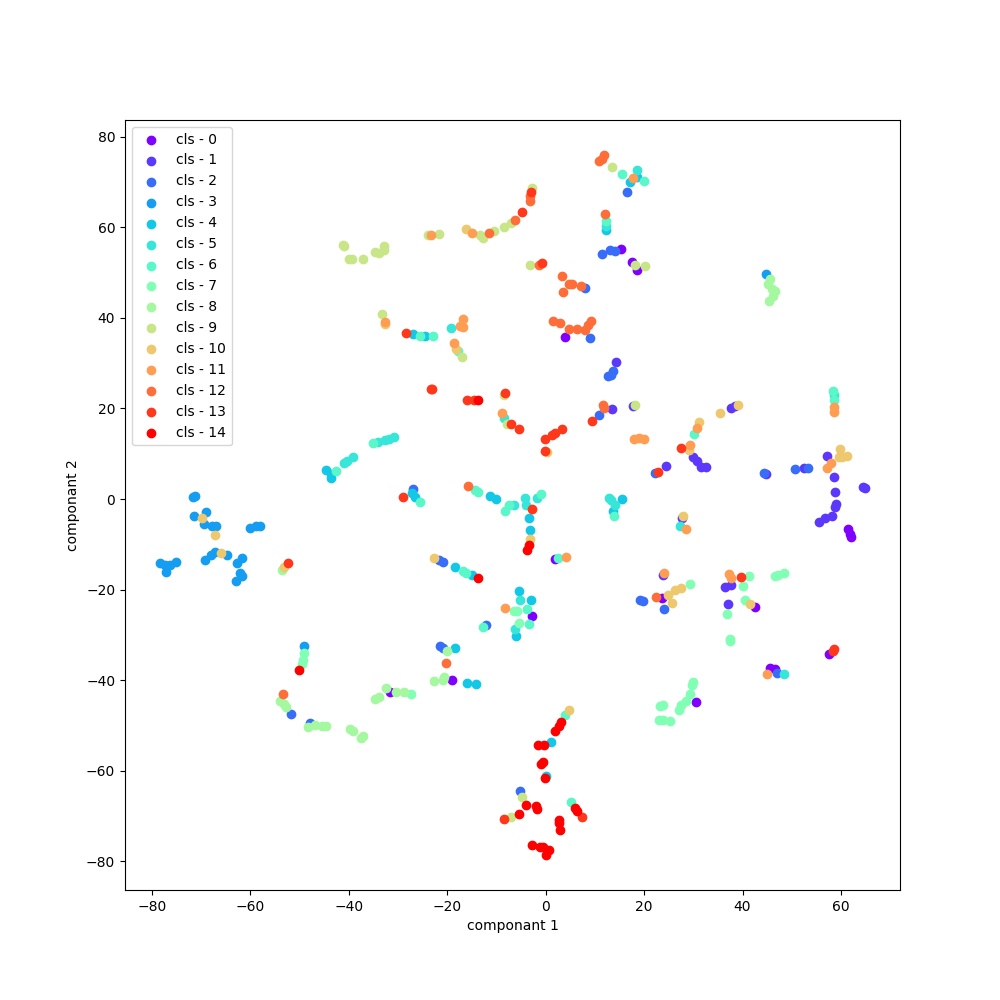 80
60
40
20
0
−20
−40
−60
−80
componant 2
cls - 0
cls - 1
cls - 2
cls - 3
cls - 4
cls - 5
cls - 6
cls - 7
cls - 8
cls - 9
cls - 10
cls - 11
cls - 12
cls - 13
cls - 14
−80 −60 −40 −20 0 20 40 60
componant 1